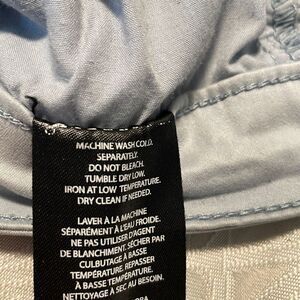 MACHINE WASH COLD.
SEPARATELY.
DO NOT BLEACH.
TUMBLE DRY LOW.
IRON AT LOW TEMPERATURE.
DRY CLEAN IF NEEDED.
LAVER À LA MACHINE
SÉPARÉMENT À L'EAU FROIDE.
NE PAS UTILISER D'AGENT
DE BLANCHIMENT. SÉCHER PAR
CULBUTAGE À BASSE
TEMPÉRATURE. REPASSER
À BASSE TEMPÉRATURE.
NETTOYAGE À SEC AU BESOIN.